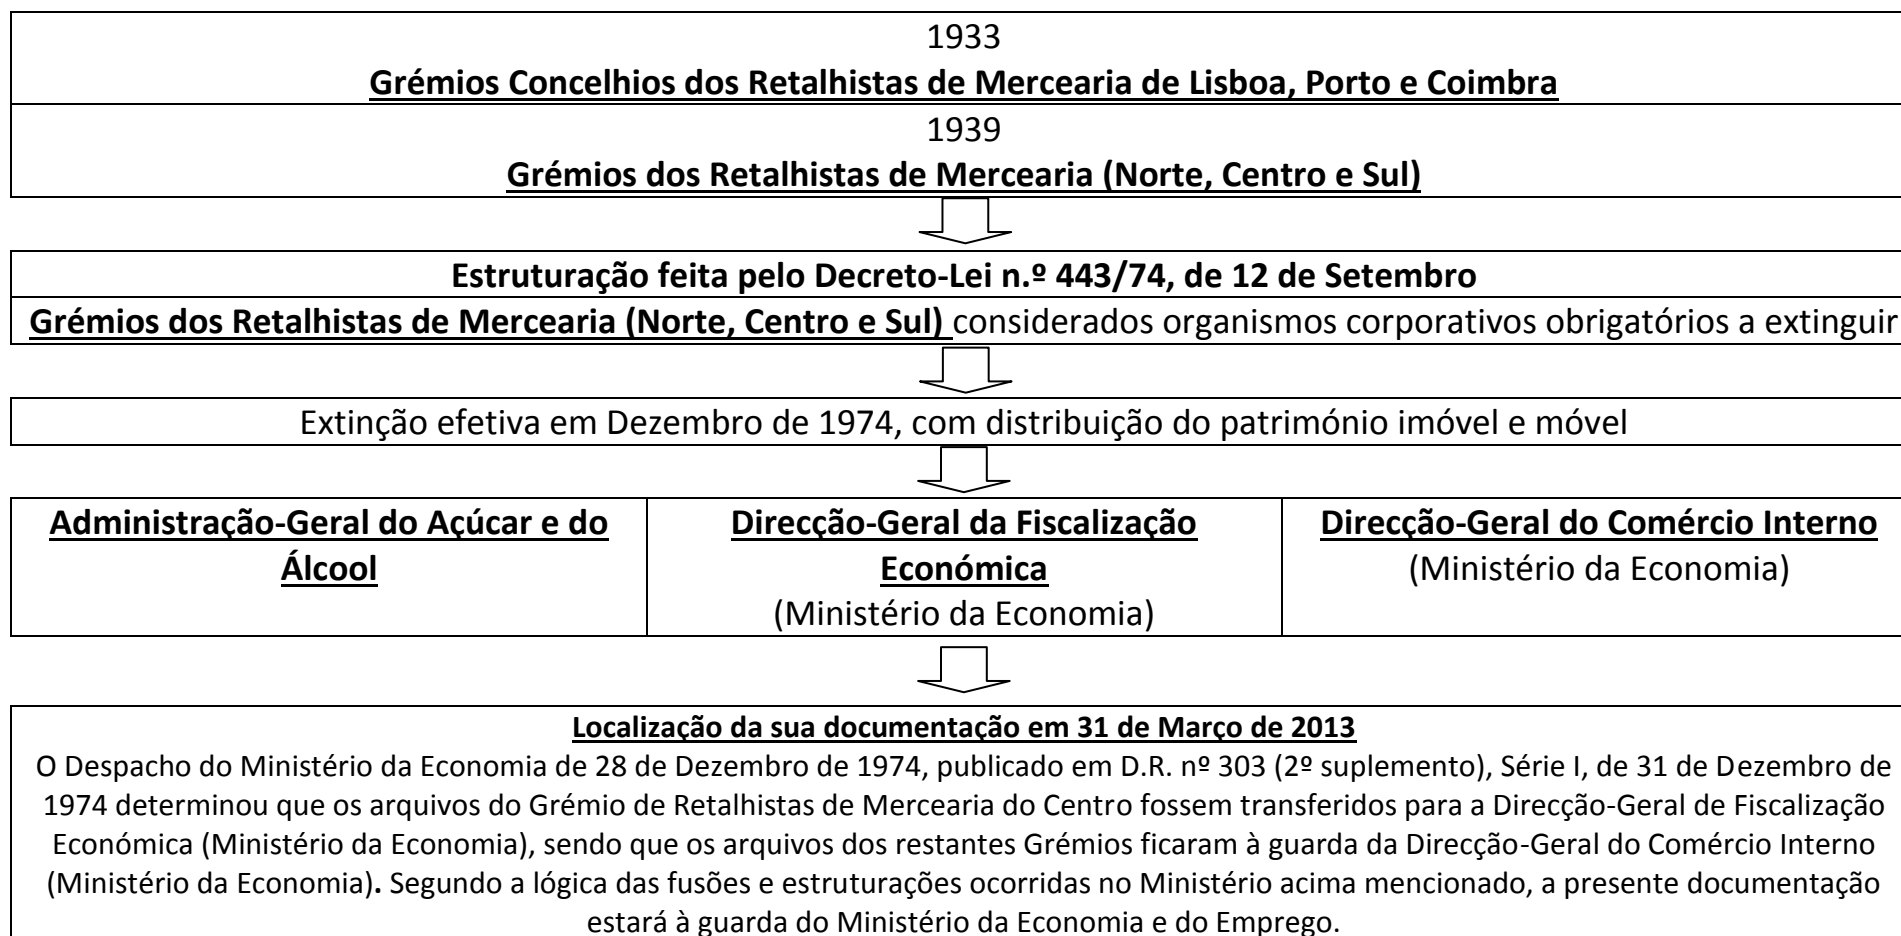 1933
Grémios Concelhios dos Retalhistas de Mercearia de Lisboa, Porto e Coimbra
1939
Grémios dos Retalhistas de Mercearia (Norte, Centro e Sul)
Estruturação feita pelo Decreto-Lei n.º 443/74, de 12 de Setembro
Grémios dos Retalhistas de Mercearia (Norte, Centro e Sul) considerados organismos corporativos obrigatórios a extinguir
Extinção efetiva em Dezembro de 1974, com distribuição do património imóvel e móvel
Administração-Geral do Açúcar e do
Álcool
Direcção-Geral da Fiscalização
Económica
(Ministério da Economia)
Direcção-Geral do Comércio Interno
(Ministério da Economia)
Localização da sua documentação em 31 de Março de 2013
O Despacho do Ministério da Economia de 28 de Dezembro de 1974, publicado em D.R. nº 303 (2º suplemento), Série I, de 31 de Dezembro de
1974 determinou que os arquivos do Grémio de Retalhistas de Mercearia do Centro fossem transferidos para a Direcção-Geral de Fiscalização
Económica (Ministério da Economia), sendo que os arquivos dos restantes Grémios ficaram à guarda da Direcção-Geral do Comércio Interno
(Ministério da Economia). Segundo a lógica das fusões e estruturações ocorridas no Ministério acima mencionado, a presente documentação
estará à guarda do Ministério da Economia e do Emprego.